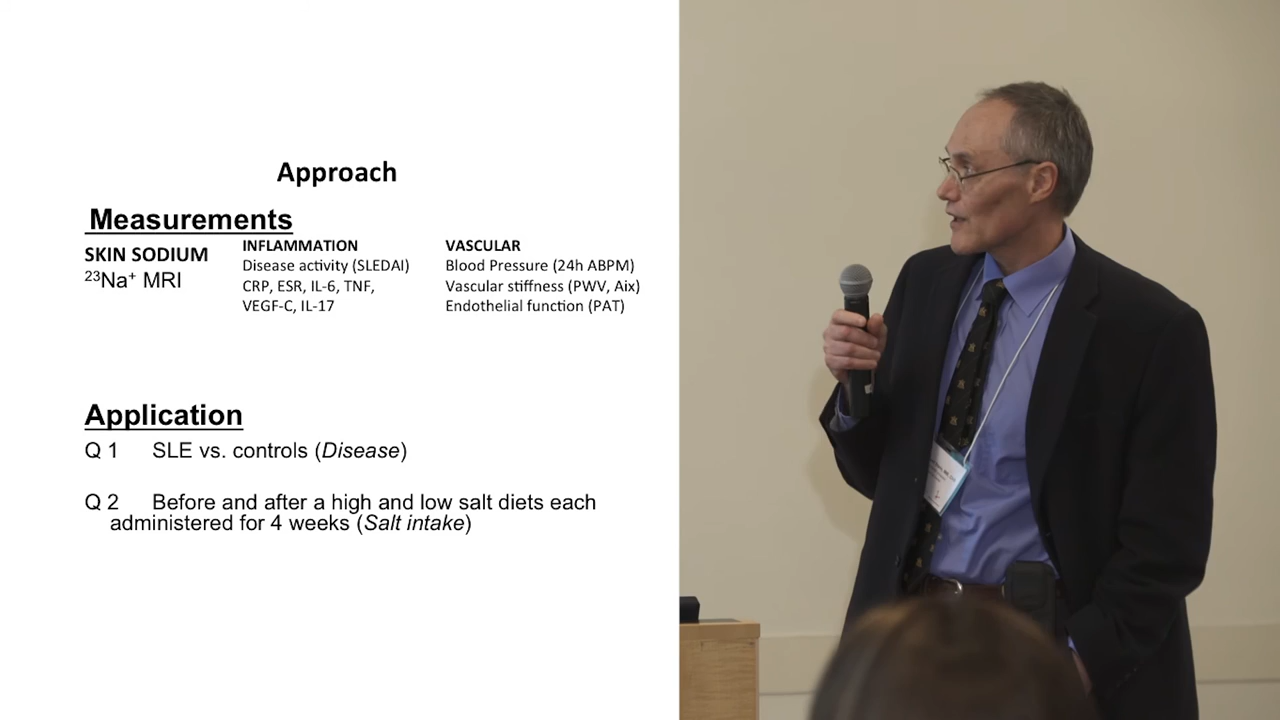 Approach
Measurements
SKIN SODIUM
²³Na⁺ MRI
INFLAMMATION
Disease activity (SLEDAI)
CRP, ESR, IL-6, TNF,
VEGF-C, IL-17
VASCULAR
Blood Pressure (24h ABPM)
Vascular stiffness (PWV, Aix)
Endothelial function (PAT)
Application
Q 1 SLE vs. controls (Disease)
Q 2 Before and after a high and low salt diets each
administered for 4 weeks (Salt intake)